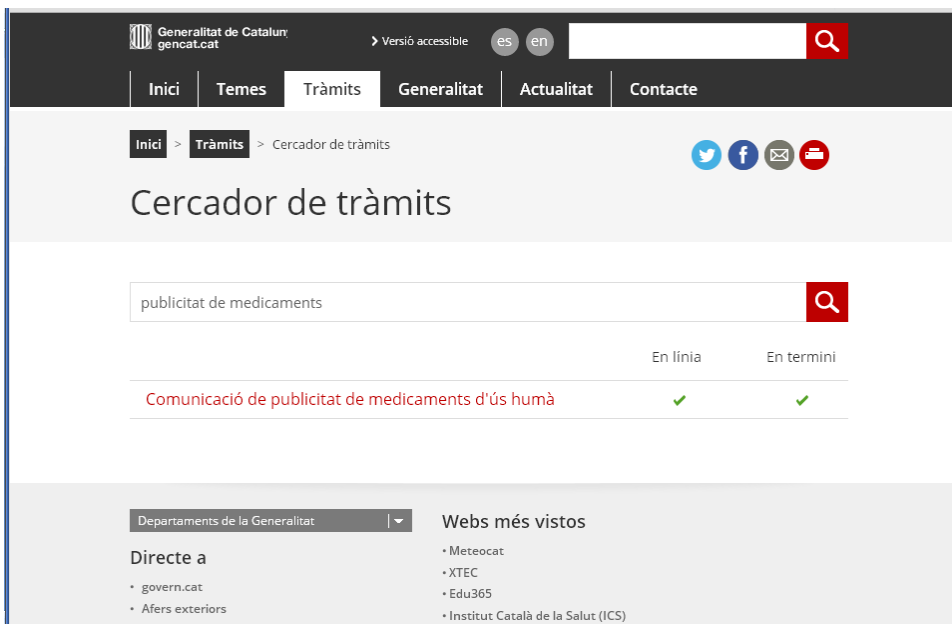 Generalitat de Catalun
gencat.cat
Versió accessible
es
en
Inici
Temes
Tràmits
Generalitat
Actualitat
Contacte
Inici > Tràmits > Cercador de tràmits
Cercador de tràmits
publicitat de medicaments
En línia
En termini
Comunicació de publicitat de medicaments d'ús humà
Departaments de la Generalitat
Directe a
• govern.cat
• Afers exteriors
Webs més vistos
• Meteocat
• XTEC
• Edu365
• Institut Català de la Salut (ICS)